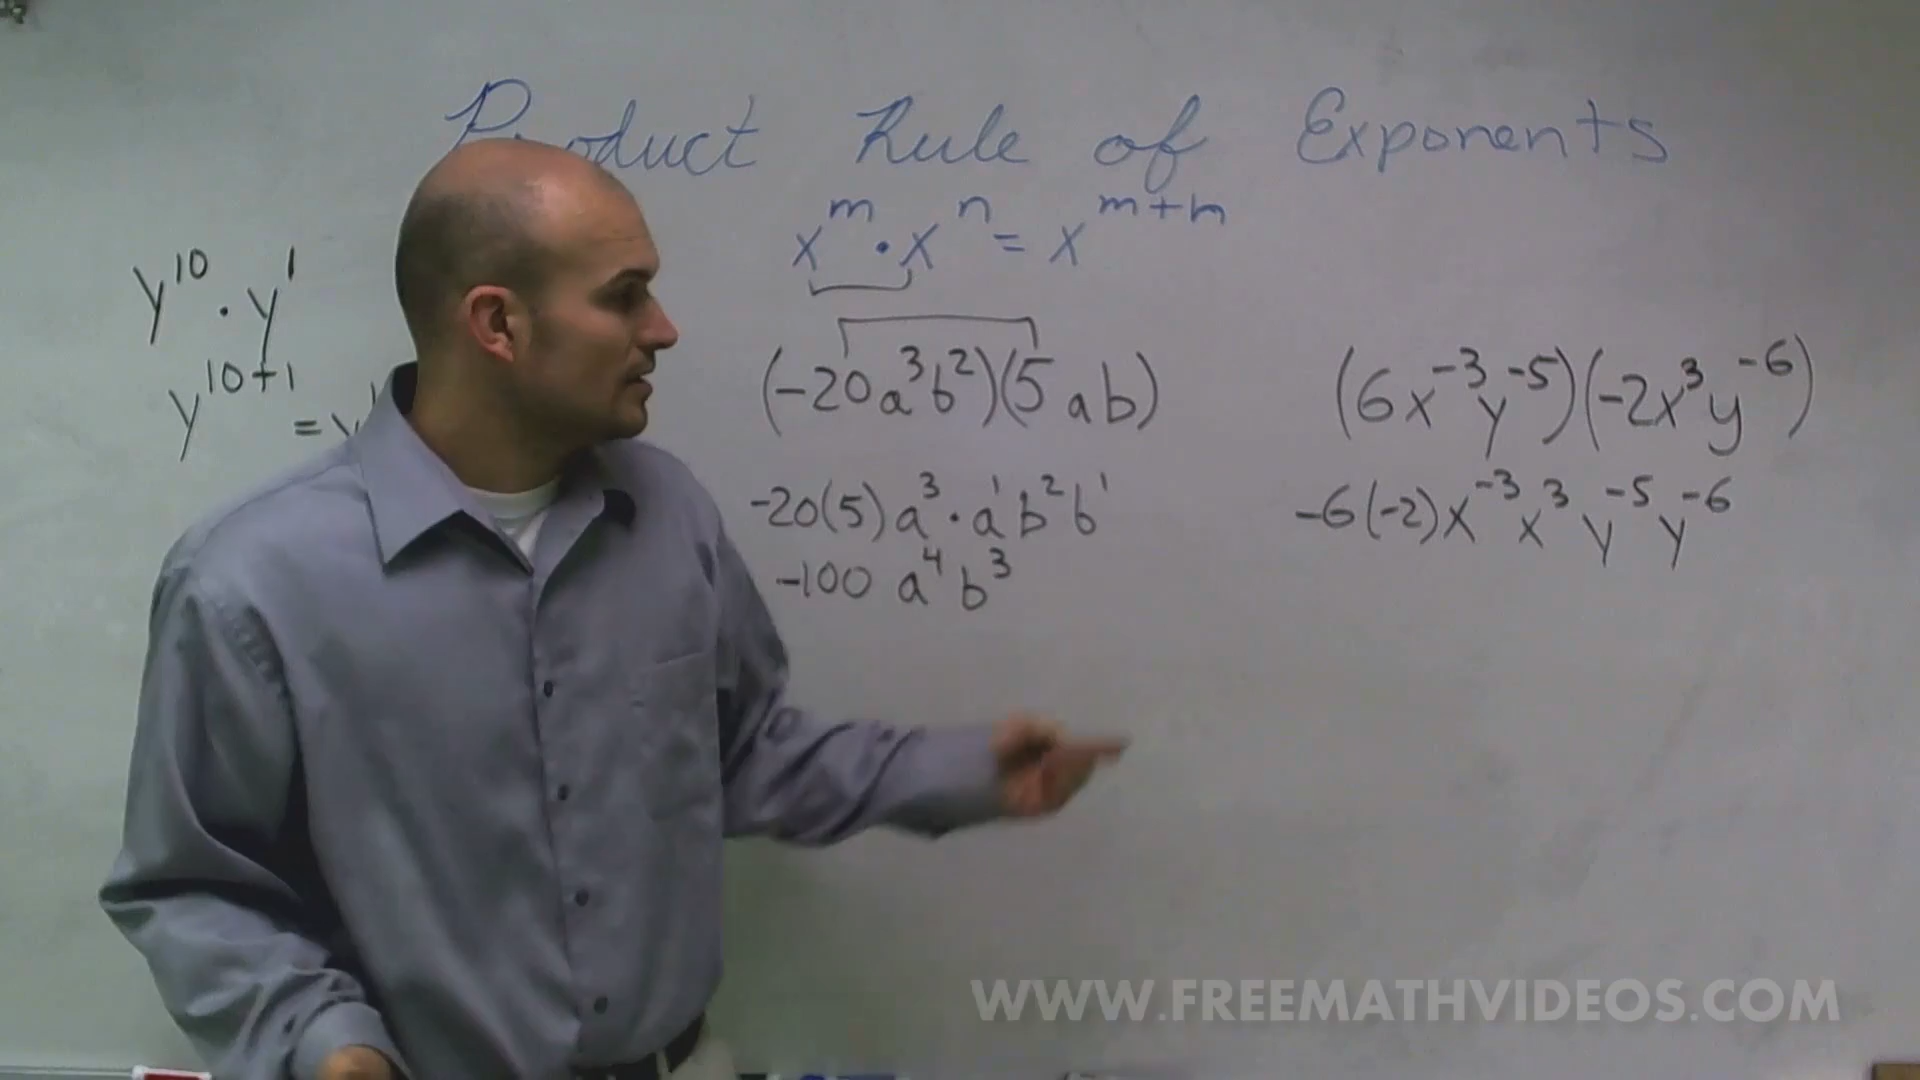 Product Rule of Exponents
x^m · x^n = x^{m+n}
y^10 · y^1
y^{10+1}
= y
(-20a^3b^2)(5ab)
-20(5)a^3·a^1b^2b^1
-100 a^4b^3
(6x^-3y^-5)(-2x^3y^-6)
-6(-2)x^-3x^3y^-5y^-6
WWW.FREEMATHVIDEOS.COM